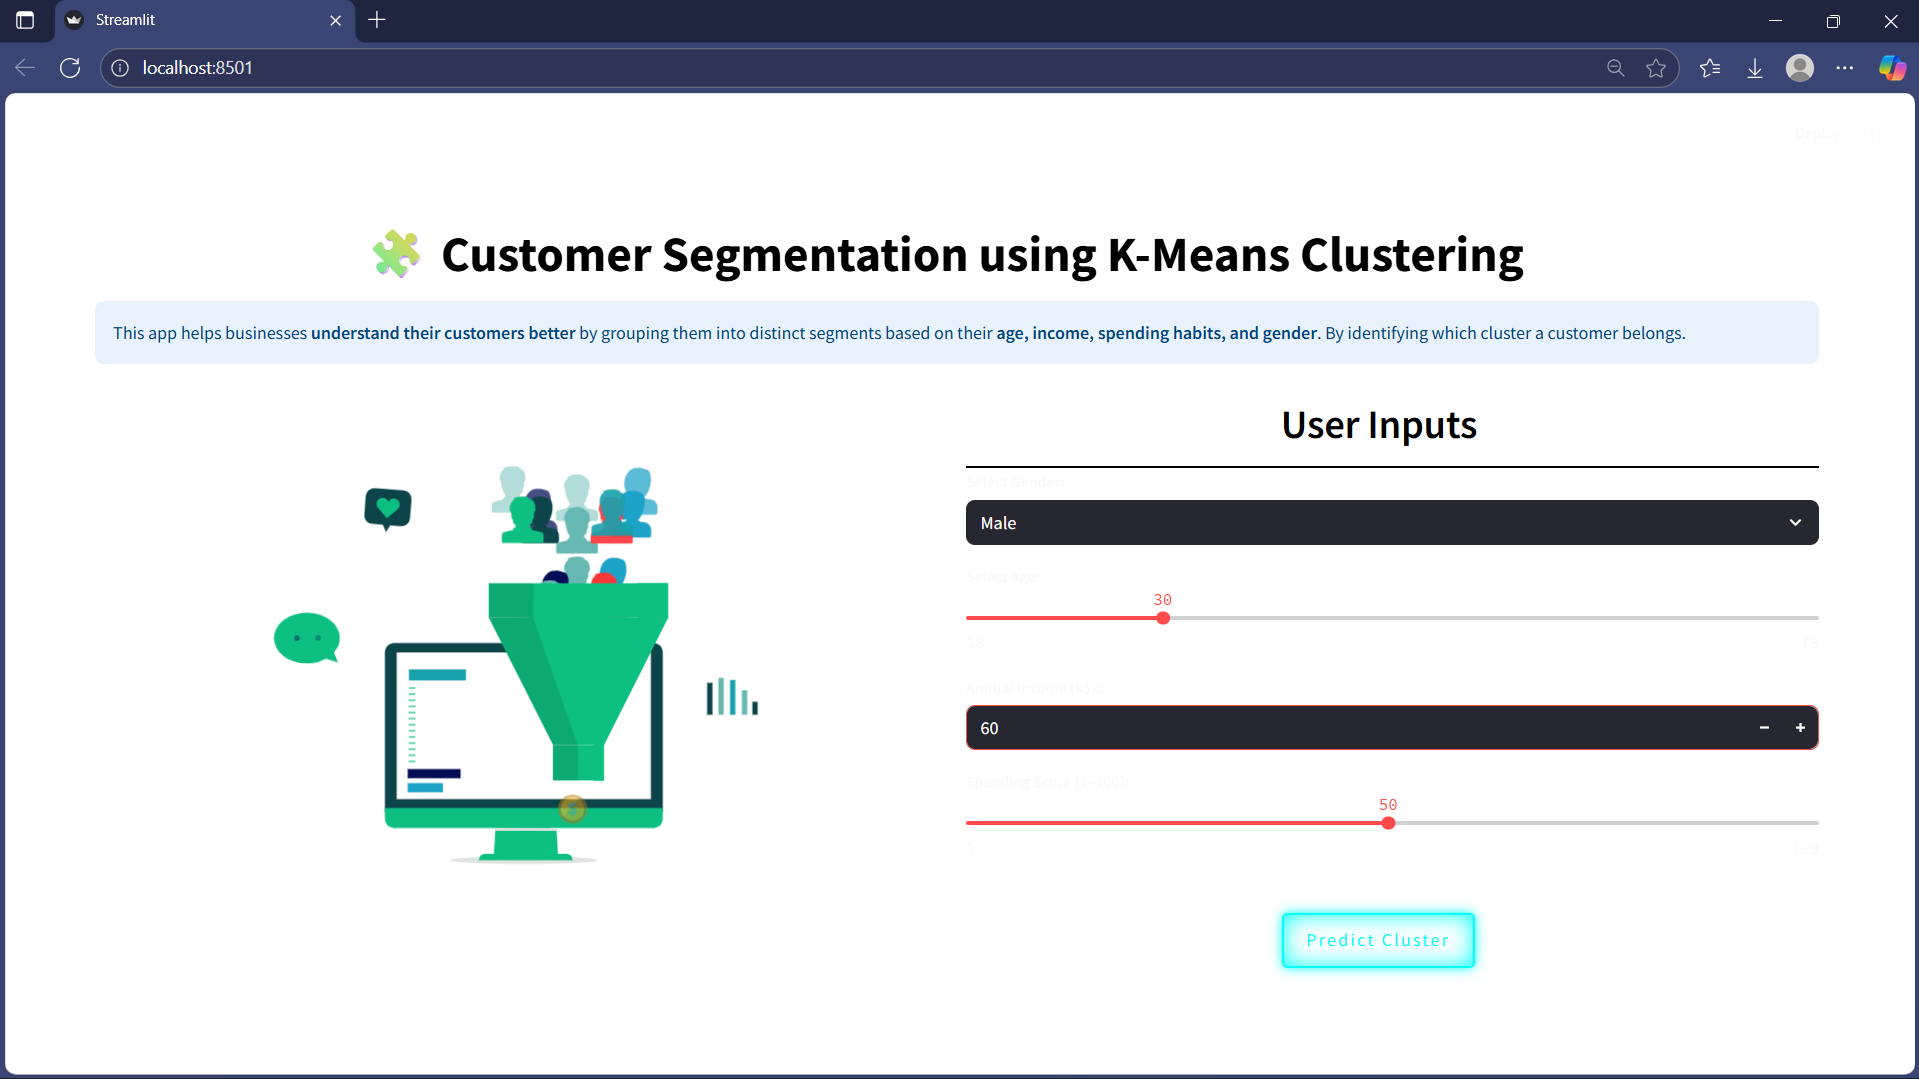 Streamlit
localhost:8501
Deploy
Customer Segmentation using K-Means Clustering
This app helps businesses understand their customers better by grouping them into distinct segments based on their age, income, spending habits, and gender. By identifying which cluster a customer belongs.
User Inputs
Select Gender:
Male
Select Age:
30
18
70
Annual Income (k$):
60
Spending Score (1-100):
50
1
100
Predict Cluster